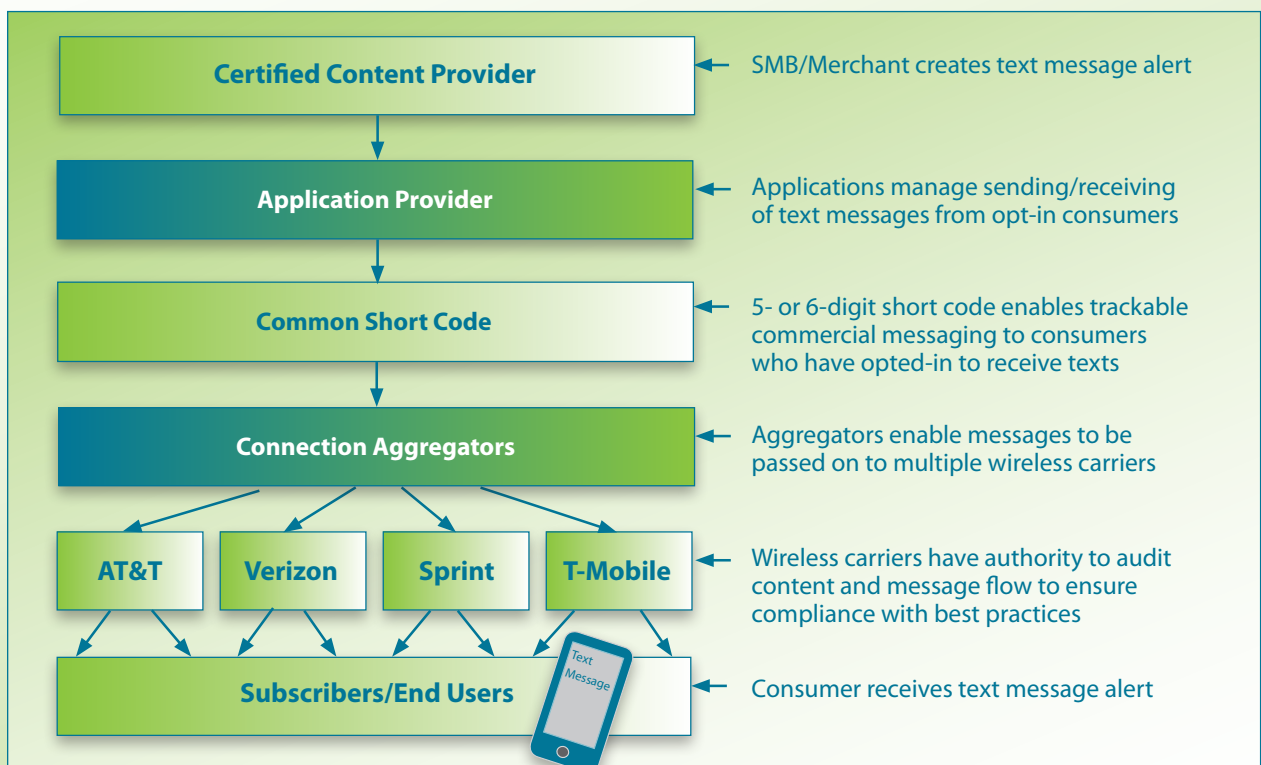 Certified Content Provider
SMB/Merchant creates text message alert
Application Provider
Applications manage sending/receiving
of text messages from opt-in consumers
Common Short Code
5- or 6-digit short code enables trackable
commercial messaging to consumers
who have opted-in to receive texts
Connection Aggregators
Aggregators enable messages to be
passed on to multiple wireless carriers
AT&T
Verizon
Sprint
T-Mobile
Wireless carriers have authority to audit
content and message flow to ensure
compliance with best practices
Subscribers/End Users
Text
Message
Consumer receives text message alert